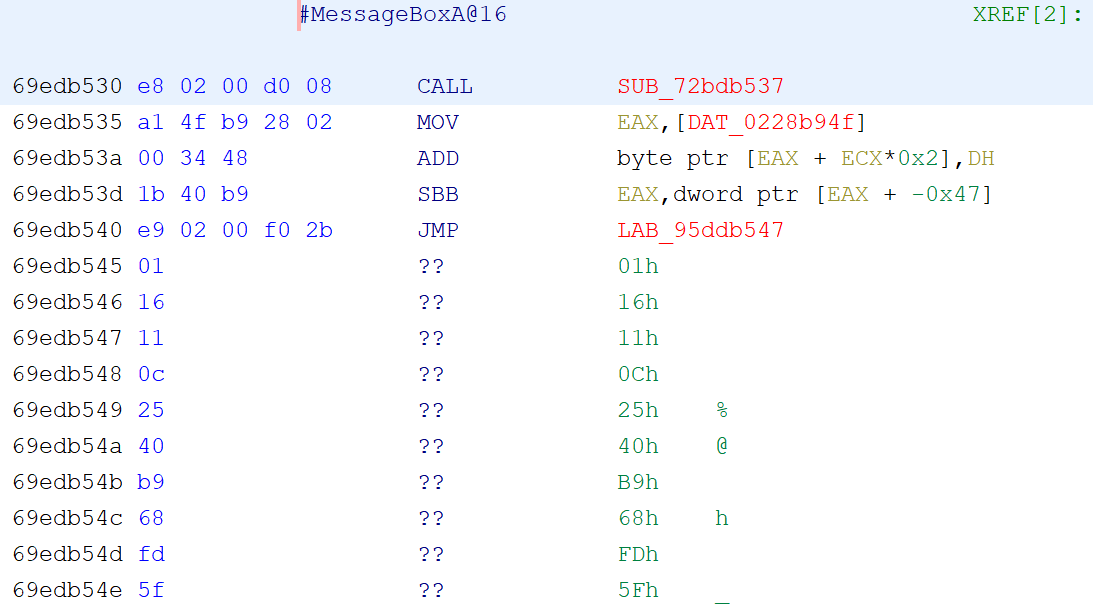 #MessageBoxA@16 XREF[2]:
69edb530 e8 02 00 d0 08 CALL SUB_72bdb537
69edb535 a1 4f b9 28 02 MOV EAX,[DAT_0228b94f]
69edb53a 00 34 48 ADD byte ptr [EAX + ECX*0x2],DH
69edb53d 1b 40 b9 SBB EAX,dword ptr [EAX + -0x47]
69edb540 e9 02 00 f0 2b JMP LAB_95ddb547
69edb545 01 ?? 01h
69edb546 16 ?? 16h
69edb547 11 ?? 11h
69edb548 0c ?? 0Ch
69edb549 25 ?? 25h %
69edb54a 40 ?? 40h @
69edb54b b9 ?? B9h
69edb54c 68 ?? 68h h
69edb54d fd ?? FDh
69edb54e 5f ?? 5Fh _